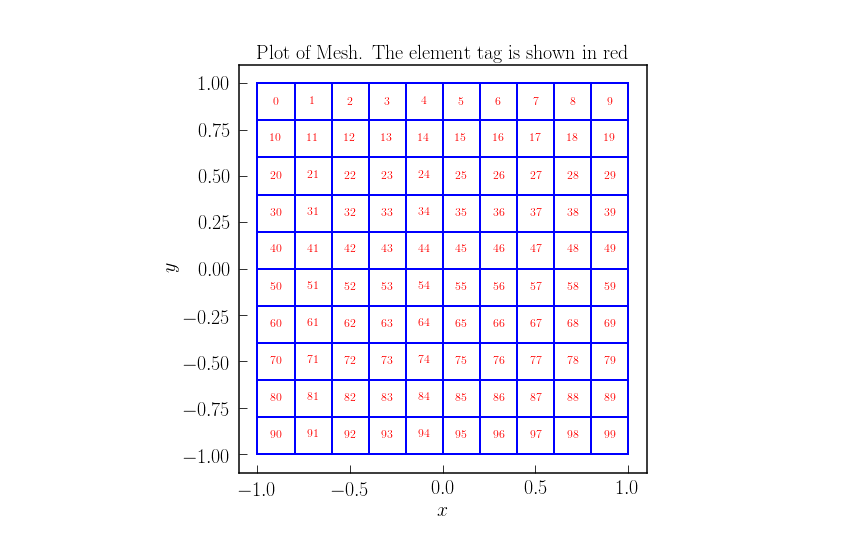 Plot of Mesh. The element tag is shown in red
1.00
0 1 2 3 4 5 6 7 8 9
0.75
10 11 12 13 14 15 16 17 18 19
0.50
20 21 22 23 24 25 26 27 28 29
0.25
30 31 32 33 34 35 36 37 38 39
40 41 42 43 44 45 46 47 48 49
0.00
y
50 51 52 53 54 55 56 57 58 59
−0.25
60 61 62 63 64 65 66 67 68 69
−0.50
70 71 72 73 74 75 76 77 78 79
−0.75
80 81 82 83 84 85 86 87 88 89
90 91 92 93 94 95 96 97 98 99
−1.00
−1.0 −0.5 0.0 0.5 1.0
x